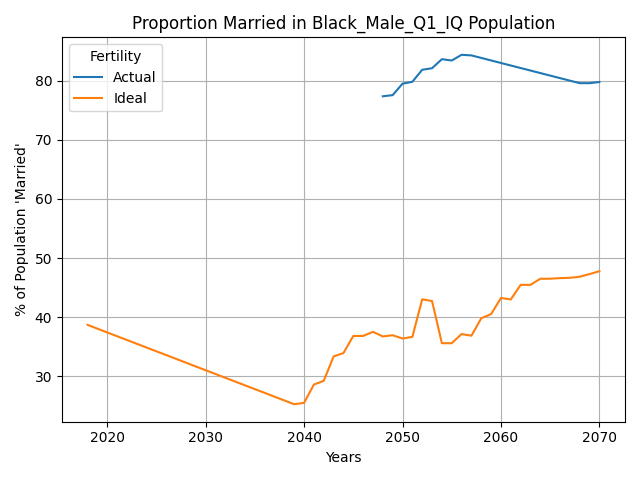 Proportion Married in Black_Male_Q1_IQ Population
Fertility
Actual
Ideal
% of Population 'Married'
80
70
60
50
40
30
2020 2030 2040 2050 2060 2070
Years